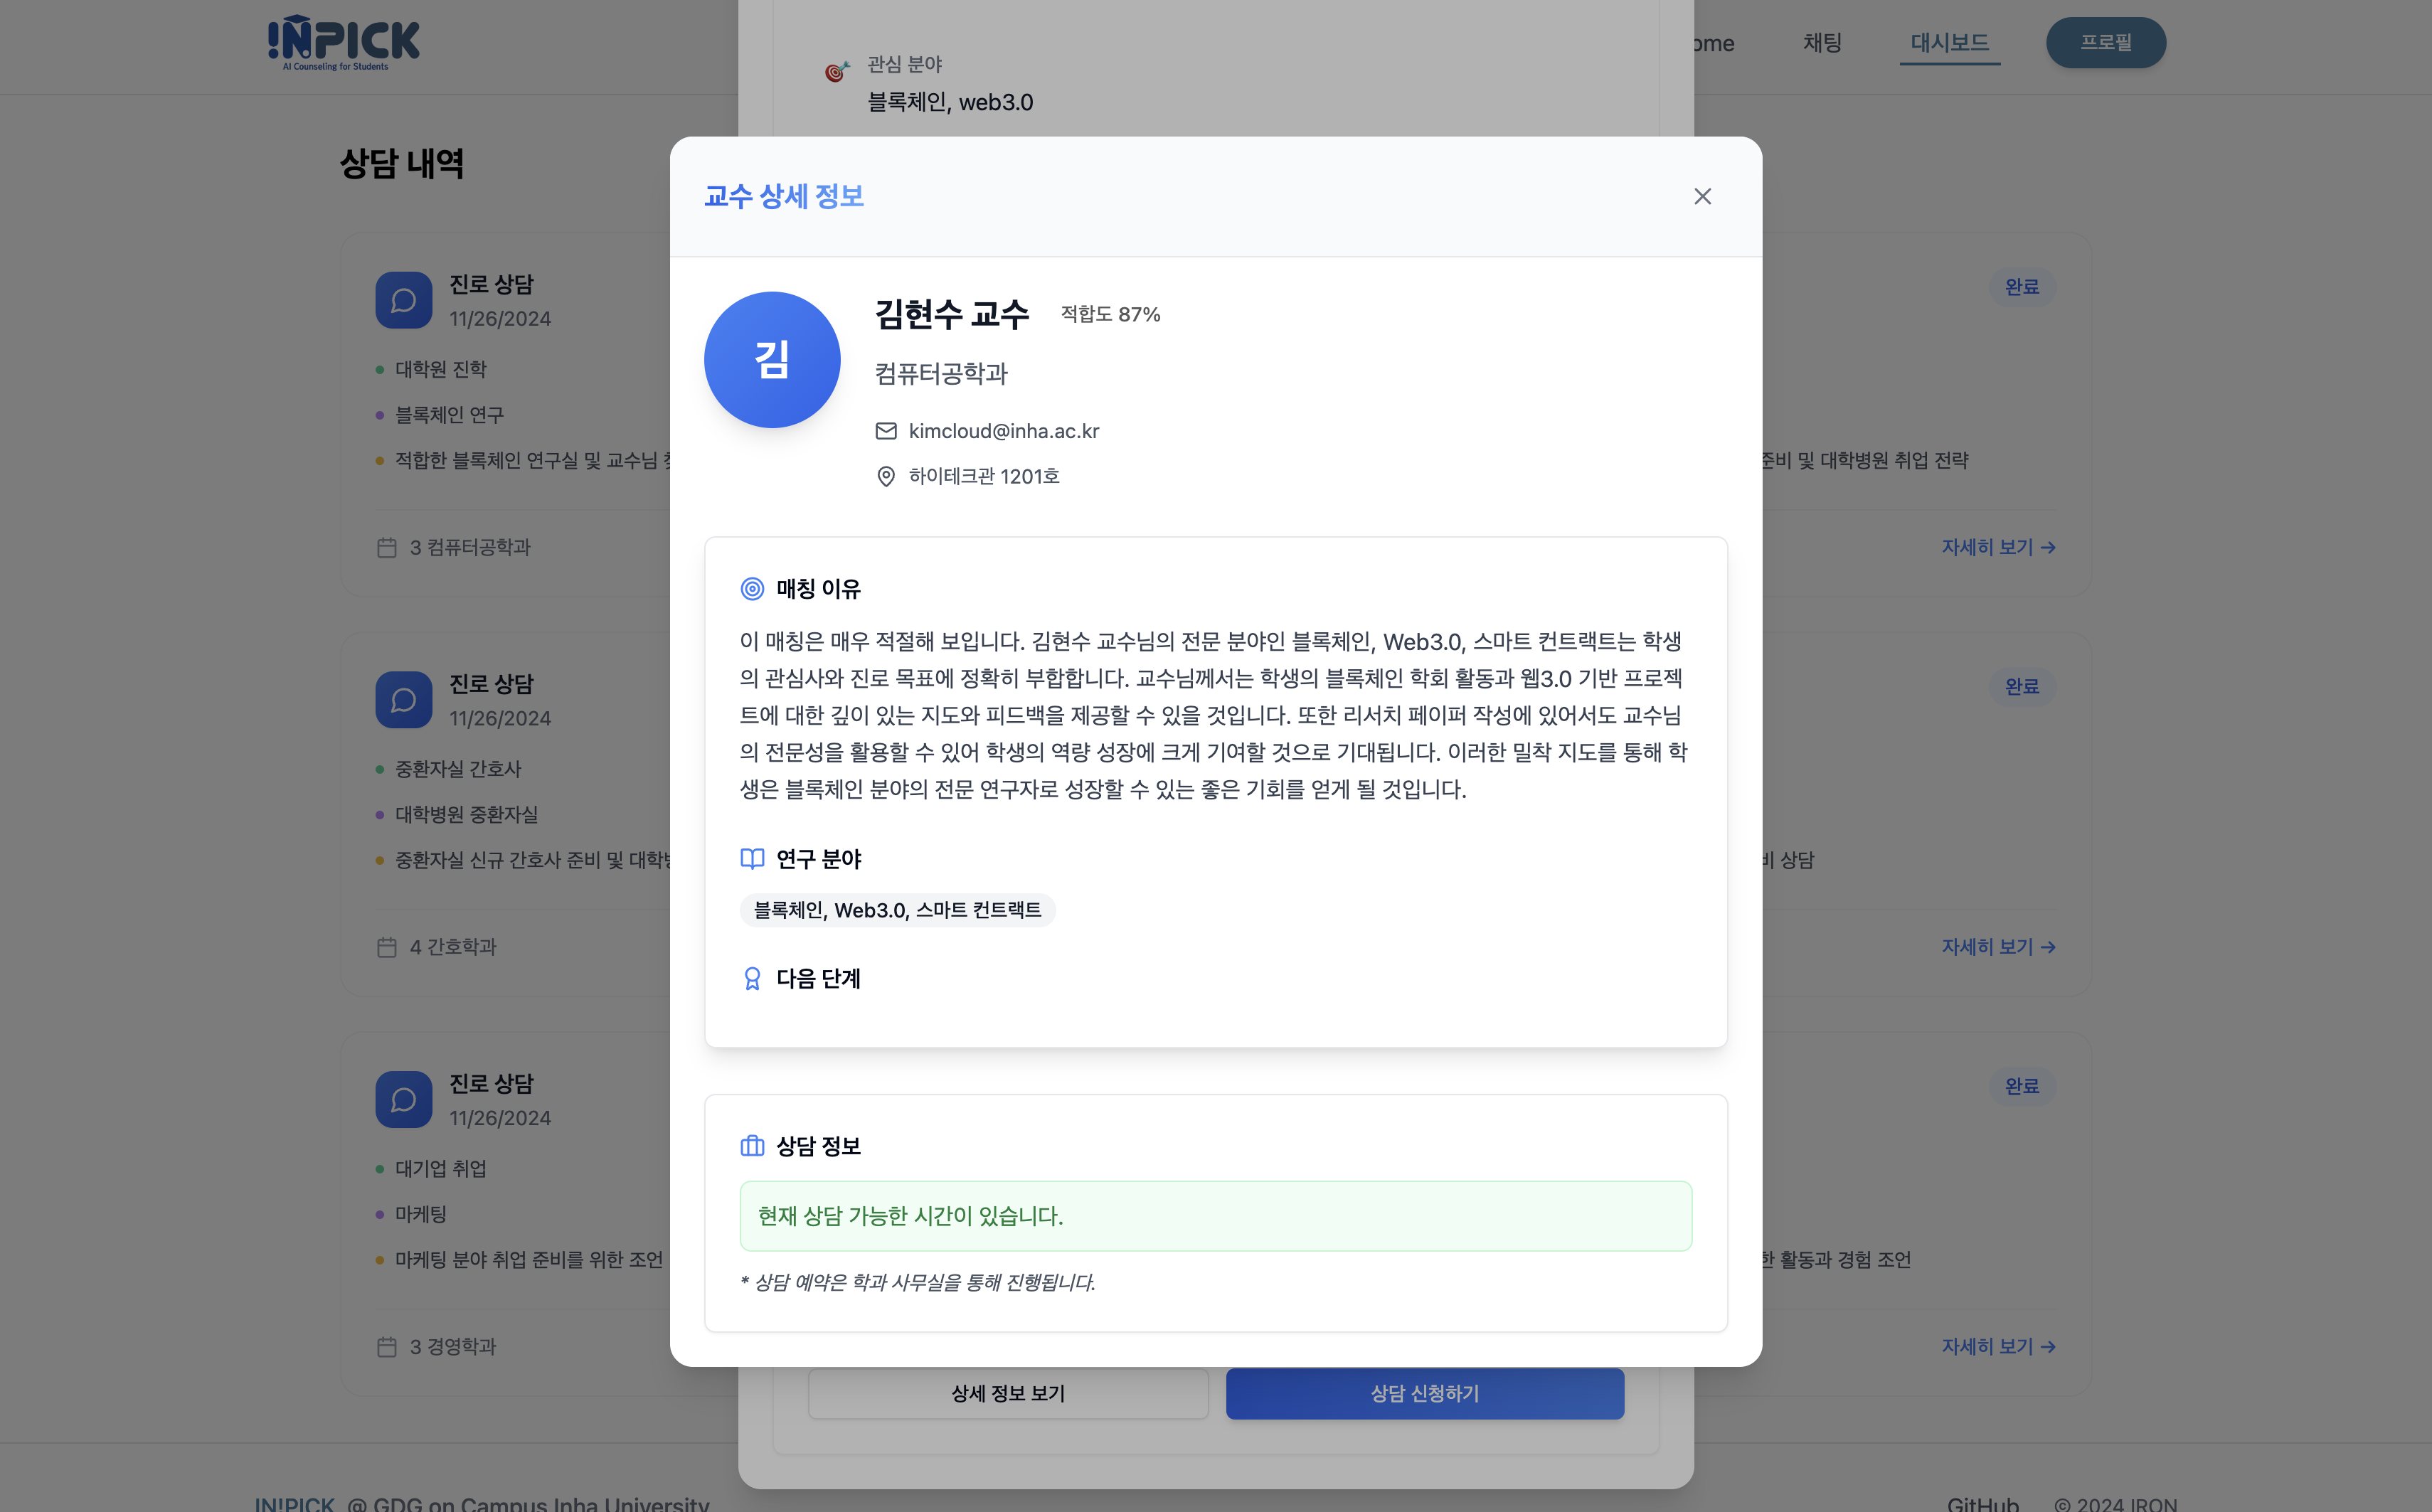 INPICK
AI Counseling for Students
채팅
대시보드
프로필
관심 분야
블록체인, web3.0
상담 내역
교수 상세 정보
김
김현수 교수
적합도 87%
컴퓨터공학과
kimcloud@inha.ac.kr
하이테크관 1201호
매칭 이유
이 매칭은 매우 적절해 보입니다. 김현수 교수님의 전문 분야인 블록체인, Web3.0, 스마트 컨트랙트는 학생
의 관심사와 진로 목표에 정확히 부합합니다. 교수님께서는 학생의 블록체인 학회 활동과 웹3.0 기반 프로젝
트에 대한 깊이 있는 지도와 피드백을 제공할 수 있을 것입니다. 또한 리서치 페이퍼 작성에 있어서도 교수님
의 전문성을 활용할 수 있어 학생의 역량 성장에 크게 기여할 것으로 기대됩니다. 이러한 밀착 지도를 통해 학
생은 블록체인 분야의 전문 연구자로 성장할 수 있는 좋은 기회를 얻게 될 것입니다.
연구 분야
블록체인, Web3.0, 스마트 컨트랙트
다음 단계
상담 정보
현재 상담 가능한 시간이 있습니다.
* 상담 예약은 학과 사무실을 통해 진행됩니다.
상세 정보 보기
상담 신청하기
진로 상담
11/26/2024
대학원 진학
블록체인 연구
적합한 블록체인 연구실 및 교수님
3 컴퓨터공학과
완료
준비 및 대학병원 취업 전략
자세히 보기 →
진로 상담
11/26/2024
중환자실 간호사
대학병원 중환자실
중환자실 신규 간호사 준비 및
4 간호학과
완료
상담
자세히 보기 →
진로 상담
11/26/2024
대기업 취업
마케팅
마케팅 분야 취업 준비를 위한 조언
3 경영학과
완료
활동과 경험 조언
자세히 보기 →
IN!PICK @ GDG on Campus Inha University
GitHub
© 2024 IRON